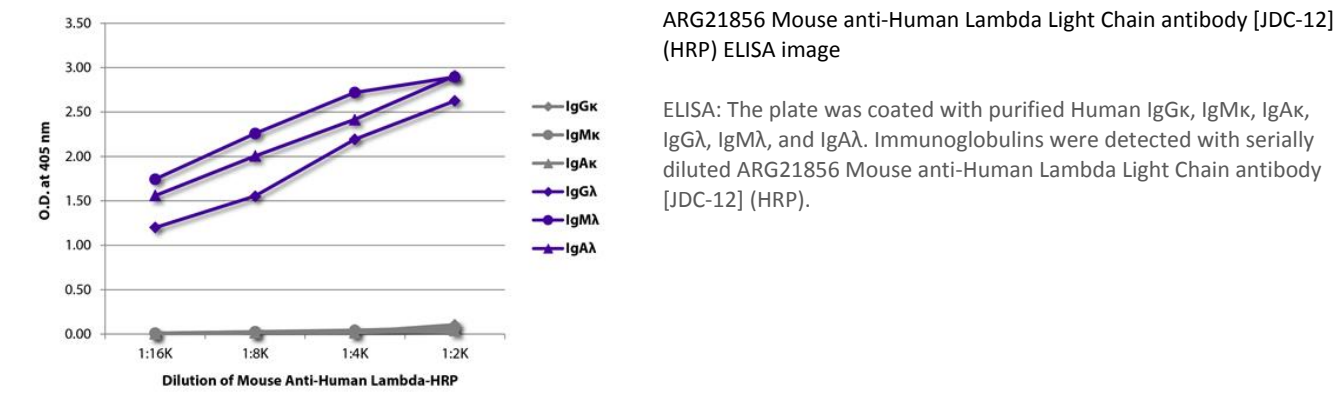 3.50
3.00
2.50
2.00
1.50
1.00
0.50
0.00
O.D. at 405 nm
1:16K 1:8K 1:4K 1:2K
Dilution of Mouse Anti-Human Lambda-HRP
IgGκ
IgMκ
IgAκ
IgGλ
IgMλ
IgAλ
ARG21856 Mouse anti-Human Lambda Light Chain antibody [JDC-12]
(HRP) ELISA image
ELISA: The plate was coated with purified Human IgGκ, IgMκ, IgAκ,
IgGλ, IgMλ, and IgAλ. Immunoglobulins were detected with serially
diluted ARG21856 Mouse anti-Human Lambda Light Chain antibody
[JDC-12] (HRP).